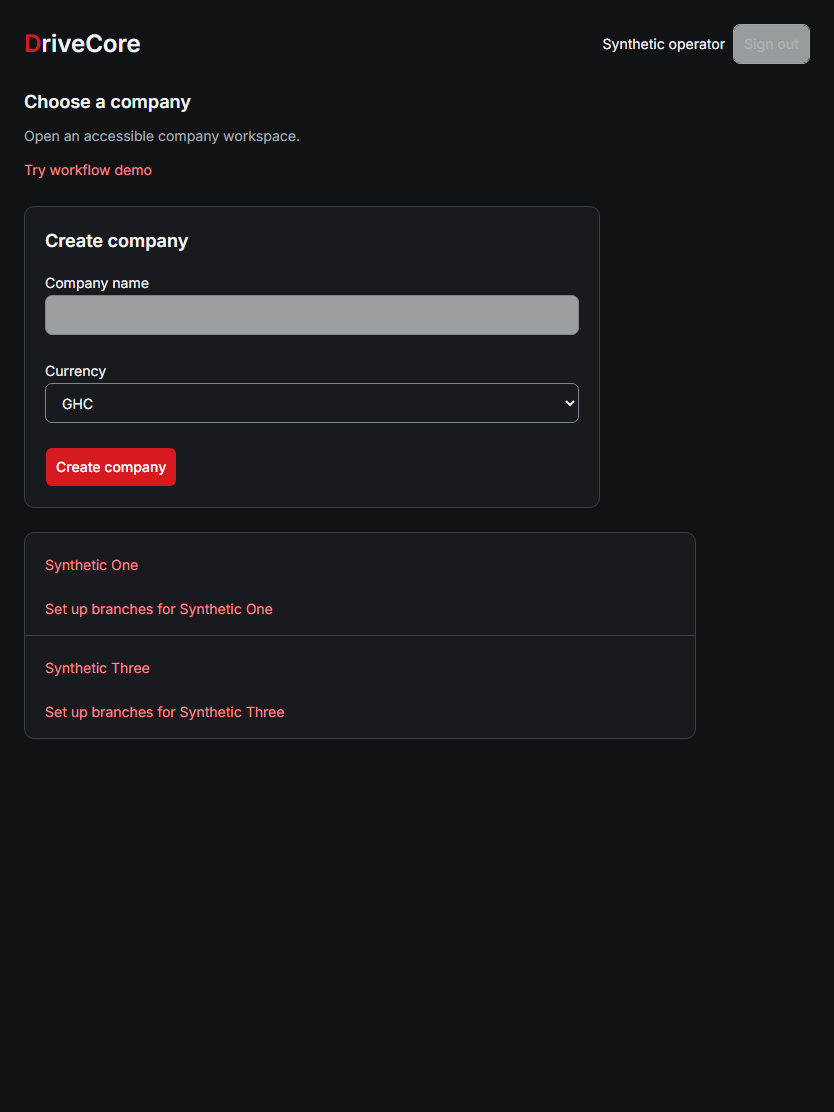 DriveCore
Synthetic operator
Sign out
Choose a company
Open an accessible company workspace.
Try workflow demo
Create company
Company name
Currency
GHC
Create company
Synthetic One
Set up branches for Synthetic One
Synthetic Three
Set up branches for Synthetic Three